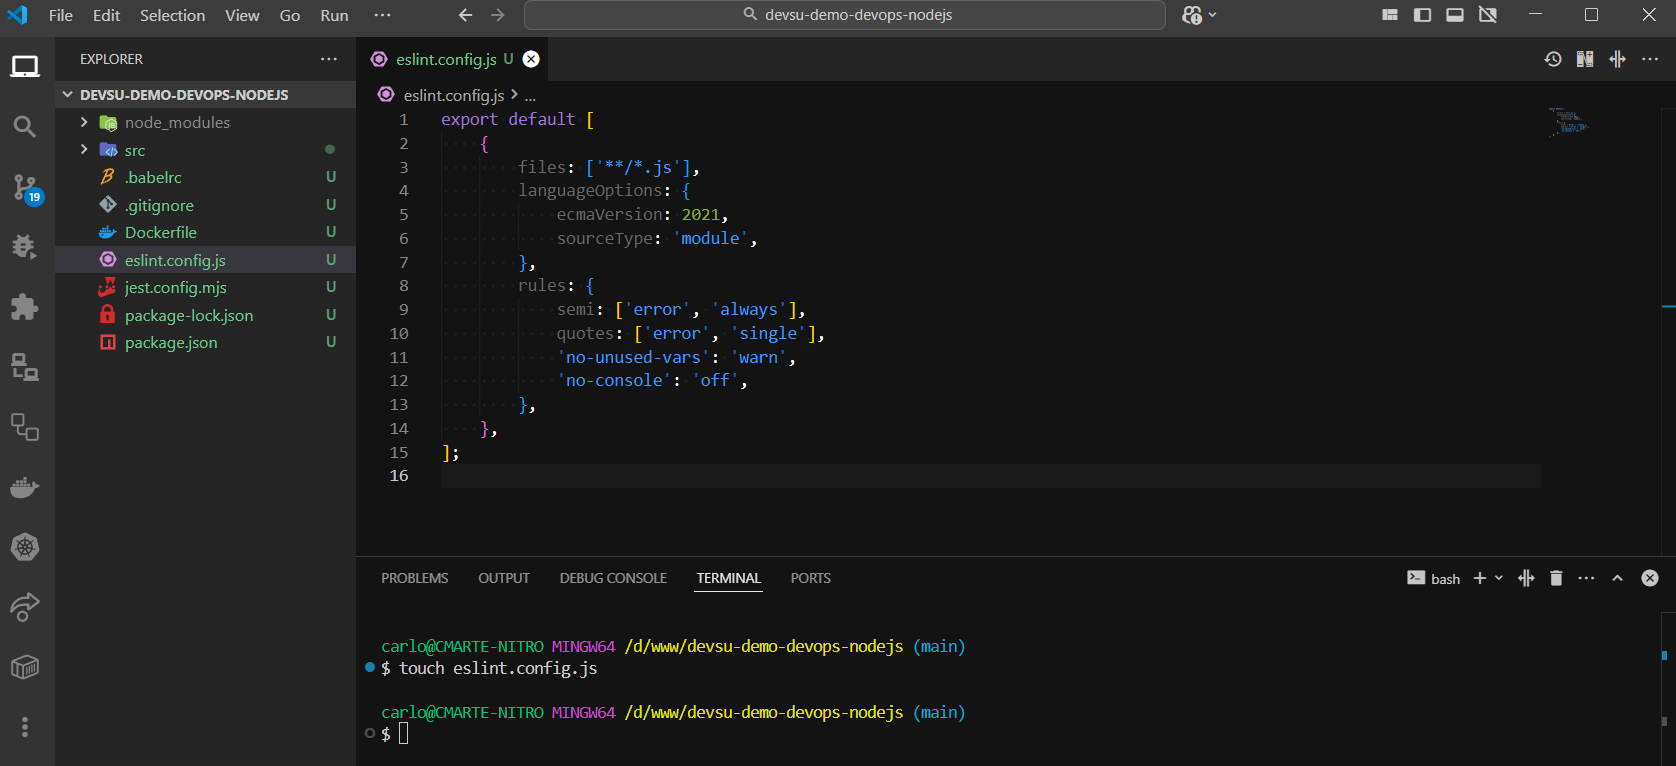 File Edit Selection View Go Run ··· devsu-demo-devops-nodejs
EXPLORER ···
DEVSU-DEMO-DEVOPS-NODEJS
node_modules
src
.babelrc U
.gitignore U
Dockerfile U
eslint.config.js U
jest.config.mjs U
package-lock.json U
package.json U
19
eslint.config.js U
eslint.config.js > ...
1 export default [
2 {
3 files: ['**/*.js'],
4 languageOptions: {
5 ecmaVersion: 2021,
6 sourceType: 'module',
7 },
8 rules: {
9 semi: ['error', 'always'],
10 quotes: ['error', 'single'],
11 'no-unused-vars': 'warn',
12 'no-console': 'off',
13 },
14 },
15 ];
16
PROBLEMS OUTPUT DEBUG CONSOLE TERMINAL PORTS bash
carlo@CMARTE-NITRO MINGW64 /d/www/devsu-demo-devops-nodejs (main)
$ touch eslint.config.js
carlo@CMARTE-NITRO MINGW64 /d/www/devsu-demo-devops-nodejs (main)
$